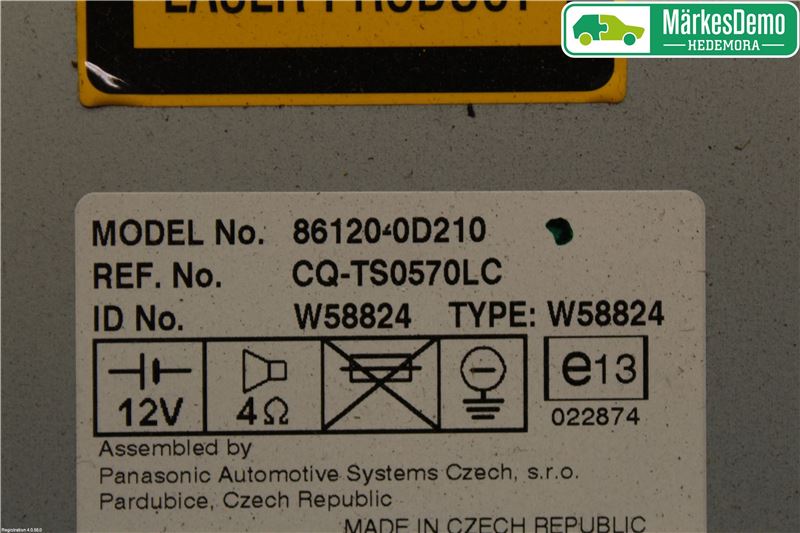 LASER PRODUCT
MärkesDemo
HEDEMORA
MODEL No. 86120-0D210
REF. No. CQ-TS0570LC
ID No. W58824 TYPE: W58824
12V 4Ω e13
022874
Assembled by
Panasonic Automotive Systems Czech, s.r.o.
Pardubice, Czech Republic
MADE IN CZECH REPUBLIC